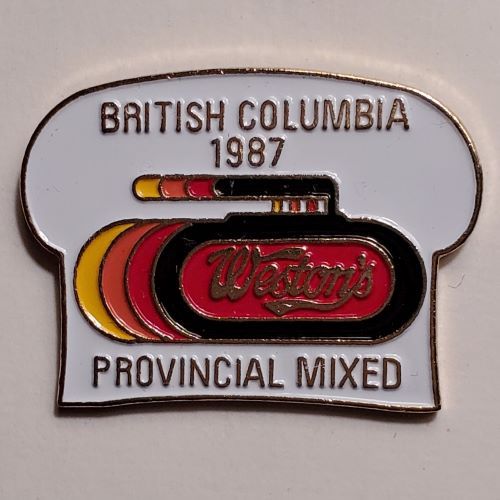 BRITISH COLUMBIA
1987
Weston's
PROVINCIAL MIXED